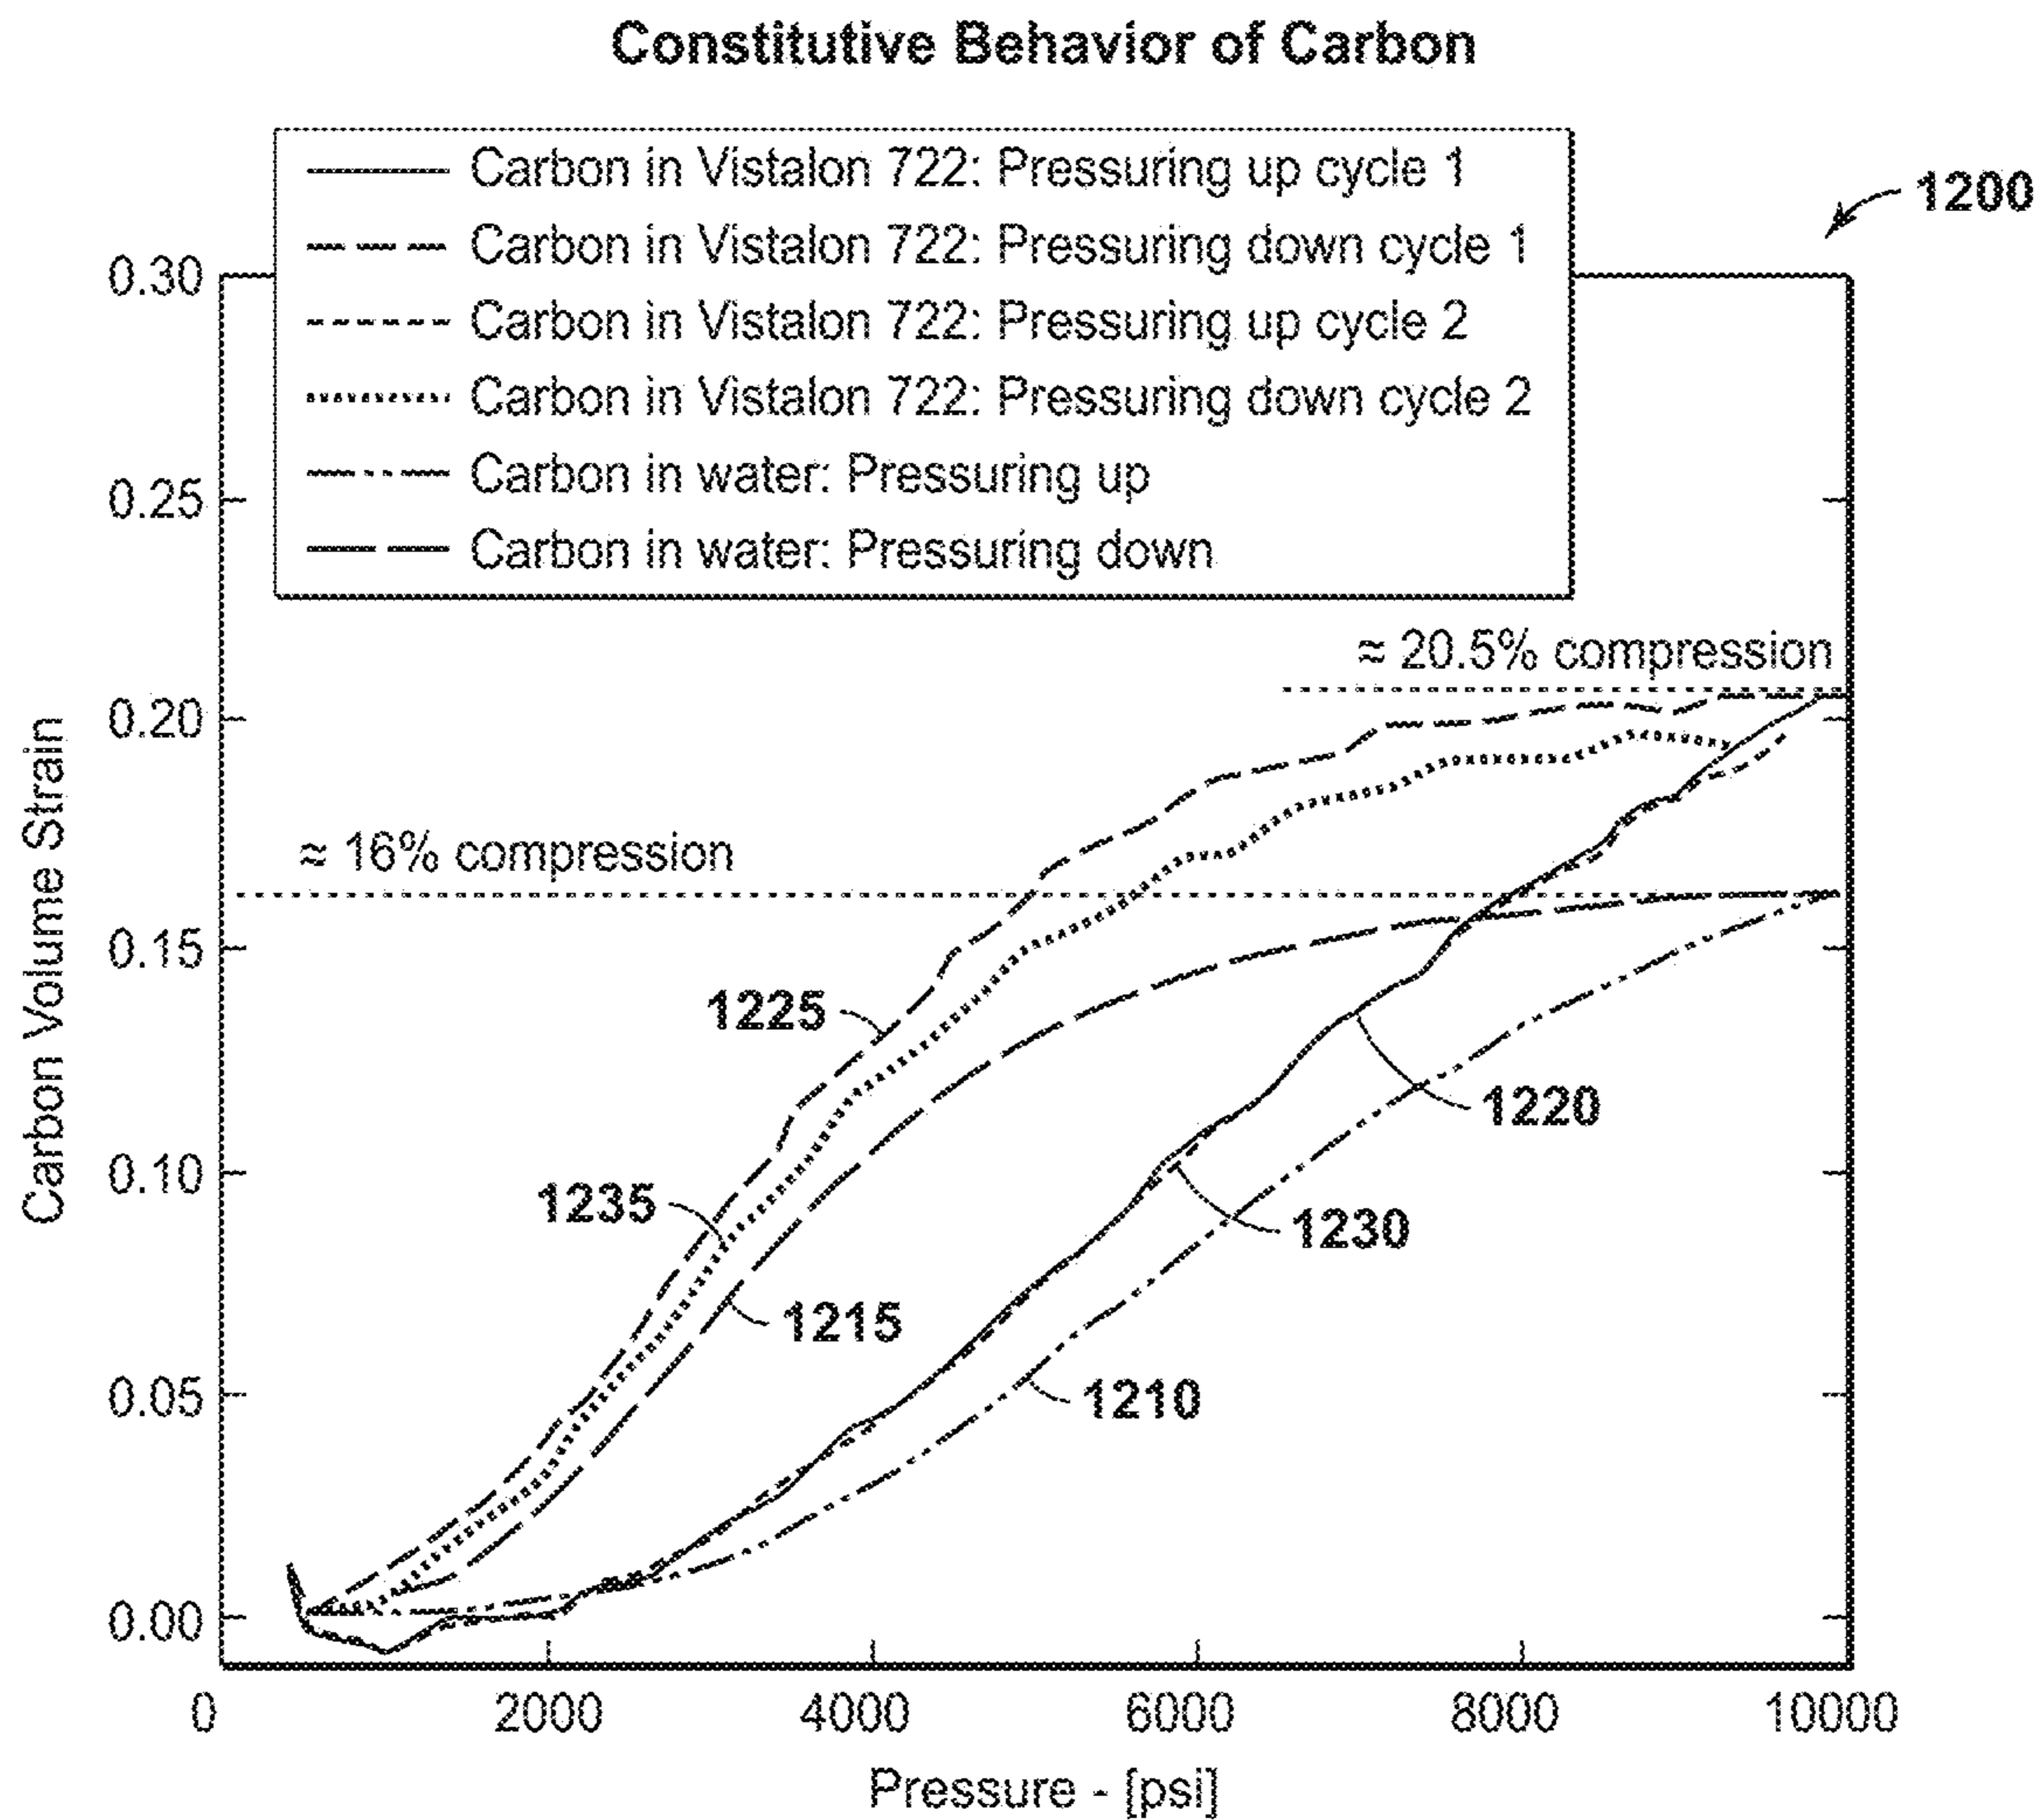 Constitutive Behavior of Carbon
Carbon in Vistalon 722: Pressuring up cycle 1
Carbon in Vistalon 722: Pressuring down cycle 1
Carbon in Vistalon 722: Pressuring up cycle 2
Carbon in Vistalon 722: Pressuring down cycle 2
Carbon in water: Pressuring up
Carbon in water: Pressuring down
1200
0.30
0.25
0.20
0.15
0.10
0.05
0.00
Carbon Volume Strain
≈ 20.5% compression
≈ 16% compression
1225
1220
1235
1230
1215
1210
0
2000
4000
6000
8000
10000
Pressure - [psi]